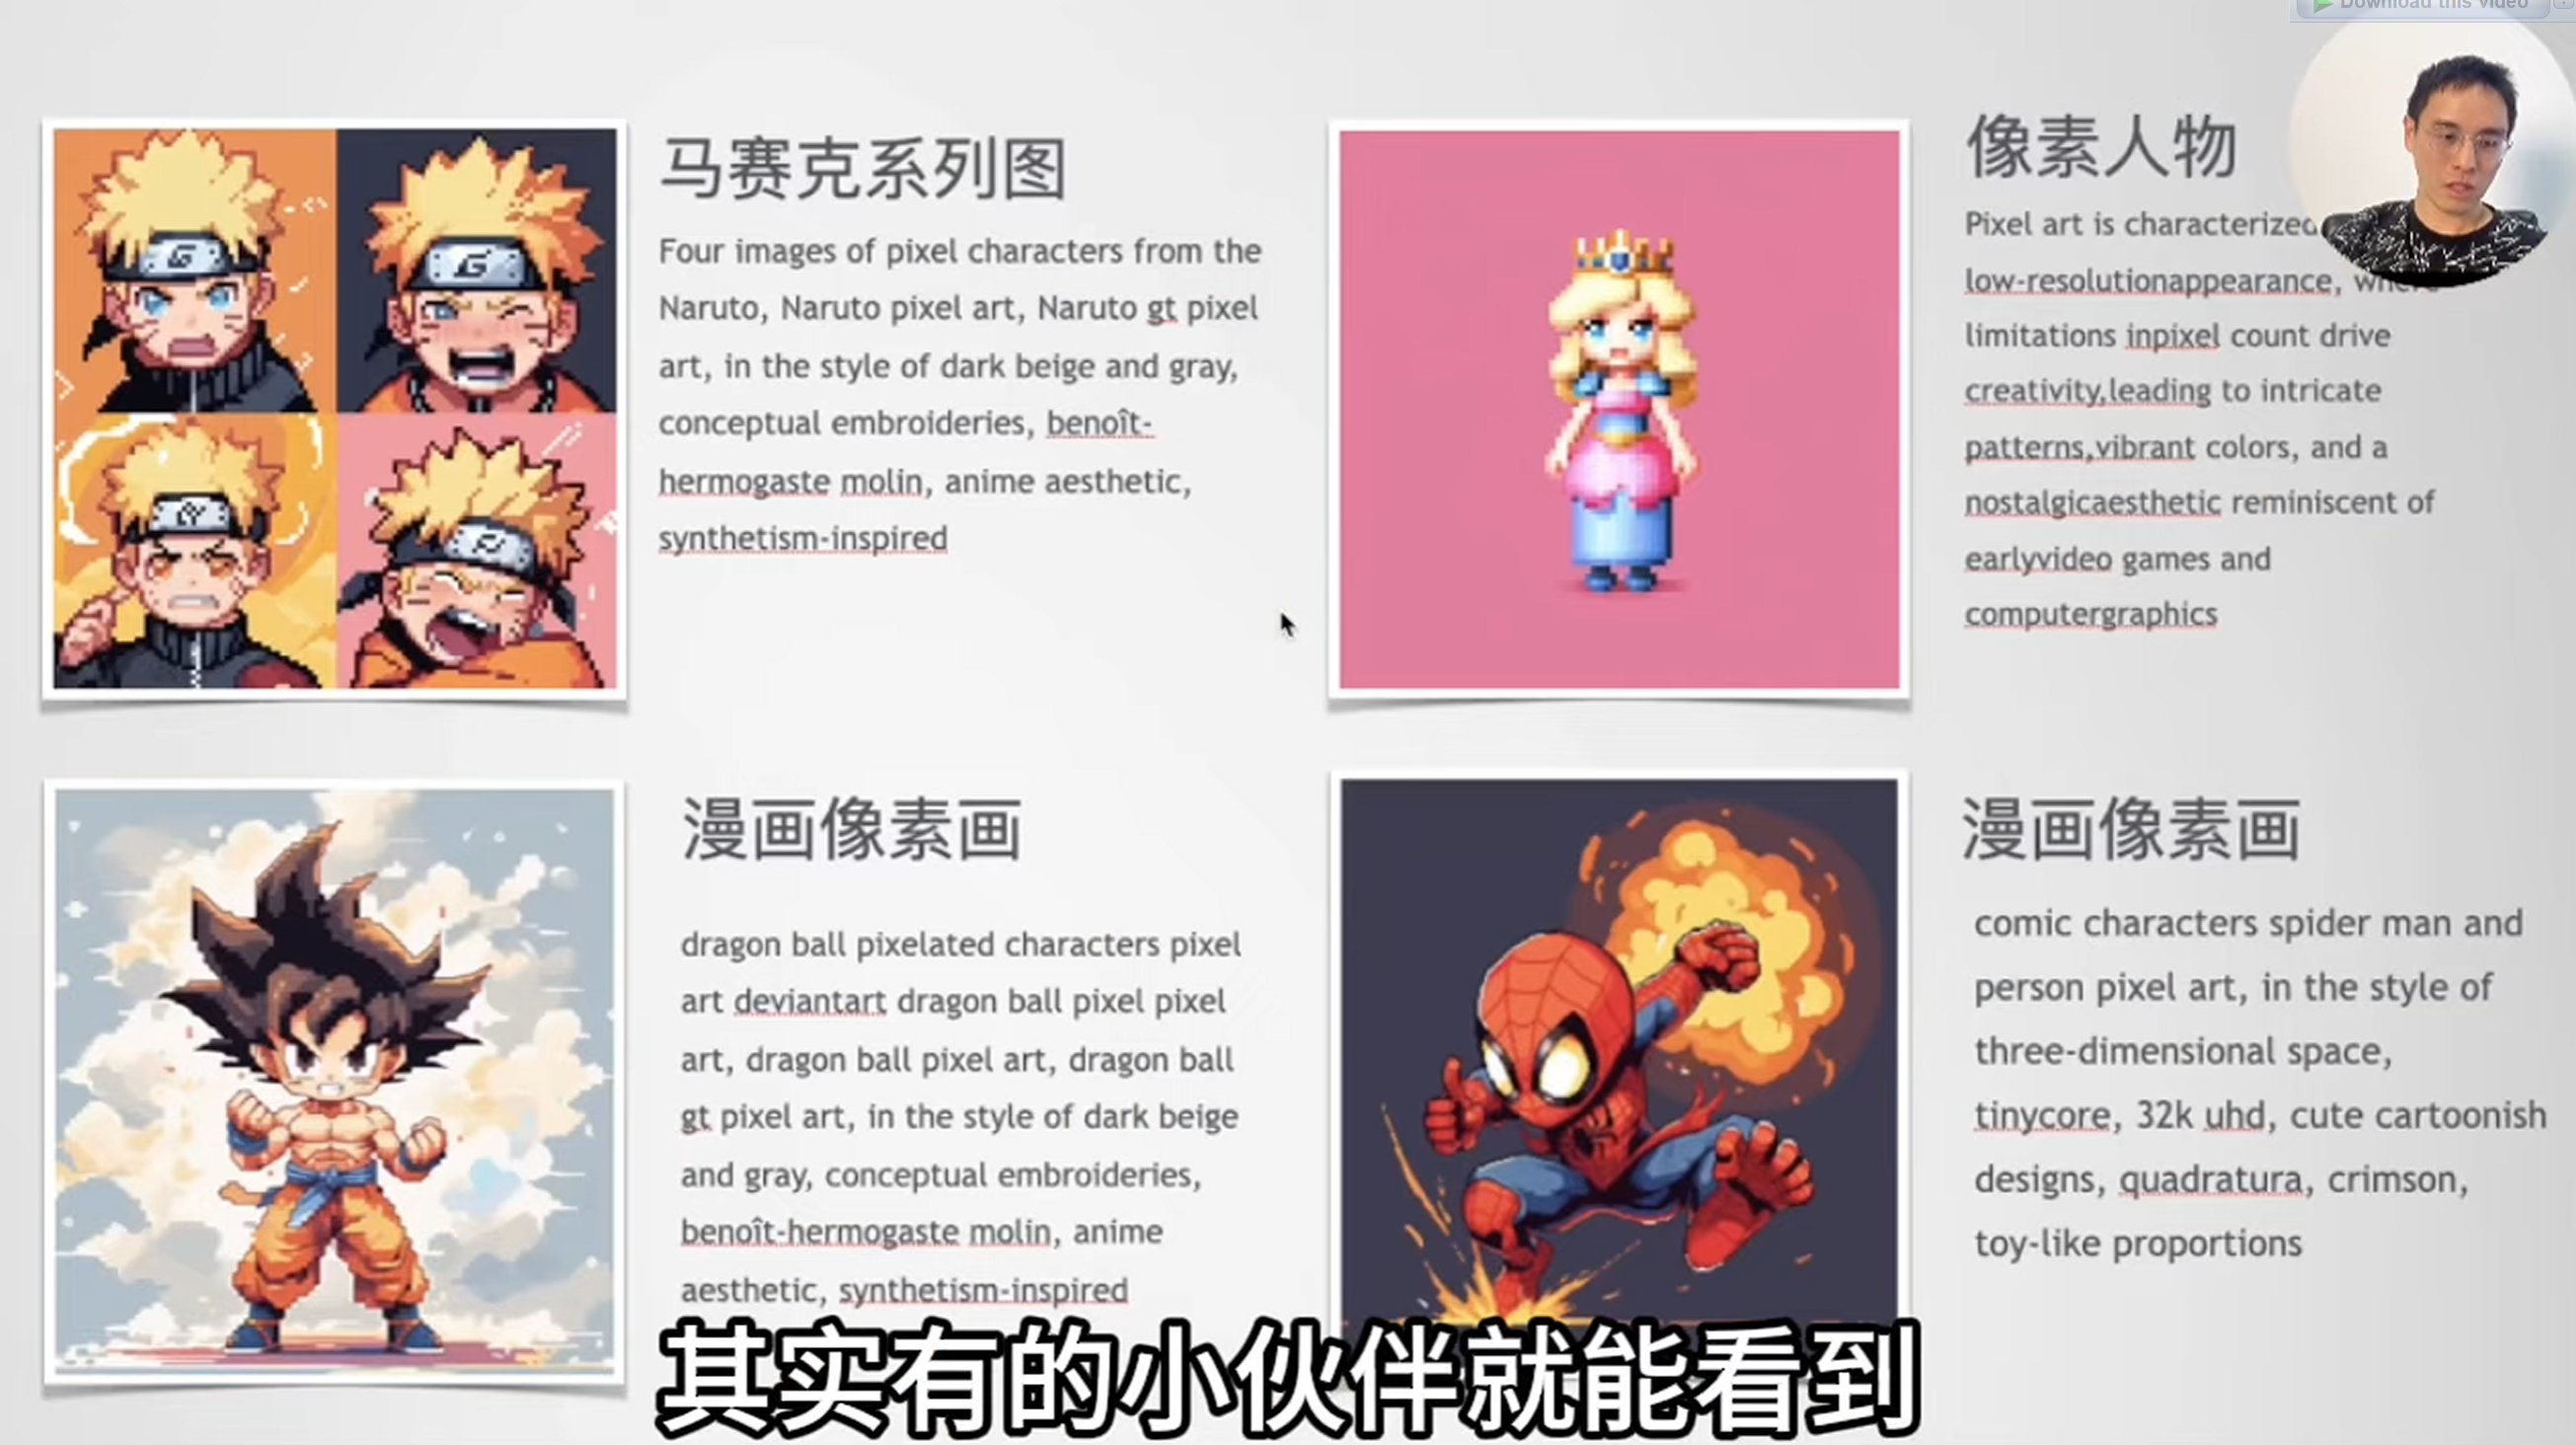 Download this video
马赛克系列图
Four images of pixel characters from the
Naruto, Naruto pixel art, Naruto gt pixel
art, in the style of dark beige and gray,
conceptual embroideries, benoît-
hermogaste molin, anime aesthetic,
synthetism-inspired
像素人物
Pixel art is characterized
low-resolutionappearance, where
limitations inpixel count drive
creativity,leading to intricate
patterns,vibrant colors, and a
nostalgicaesthetic reminiscent of
earlyvideo games and
computergraphics
漫画像素画
dragon ball pixelated characters pixel
art deviantart dragon ball pixel pixel
art, dragon ball pixel art, dragon ball
gt pixel art, in the style of dark beige
and gray, conceptual embroideries,
benoît-hermogaste molin, anime
aesthetic, synthetism-inspired
漫画像素画
comic characters spider man and
person pixel art, in the style of
three-dimensional space,
tinycore, 32k uhd, cute cartoonish
designs, quadratura, crimson,
toy-like proportions
其实有的小伙伴就能看到